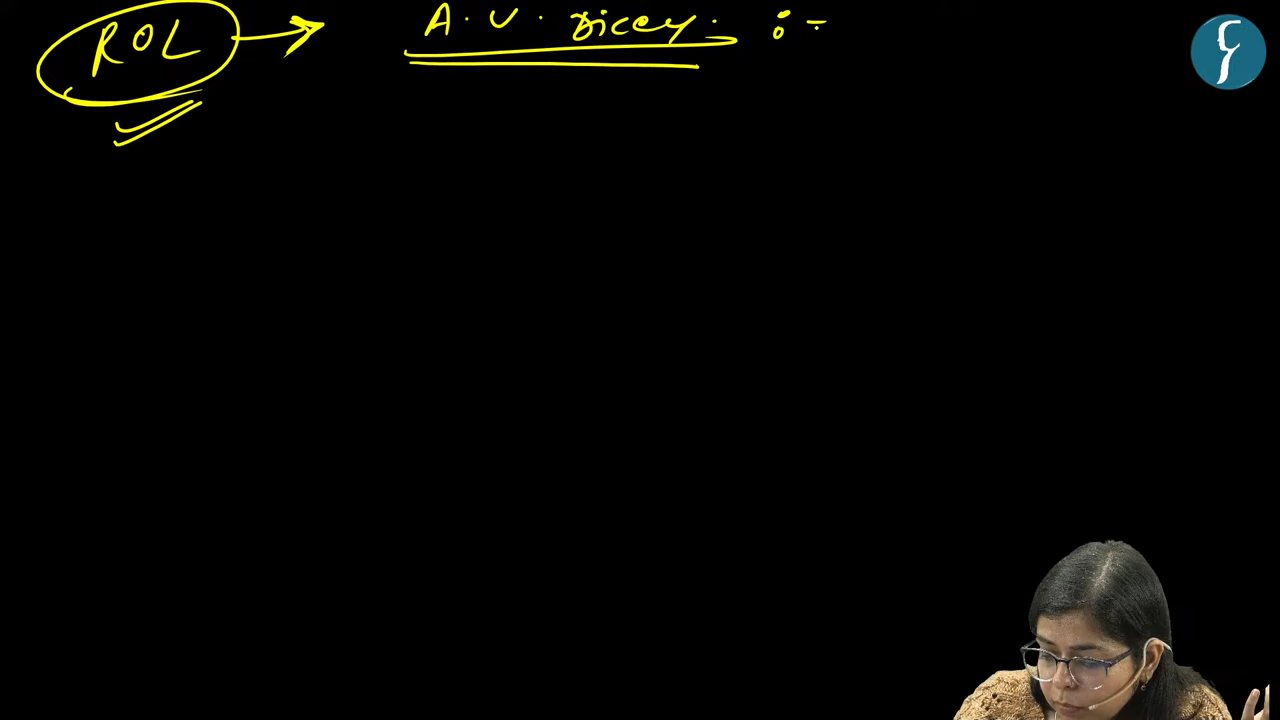 ROL → A. V. Dicey. :-